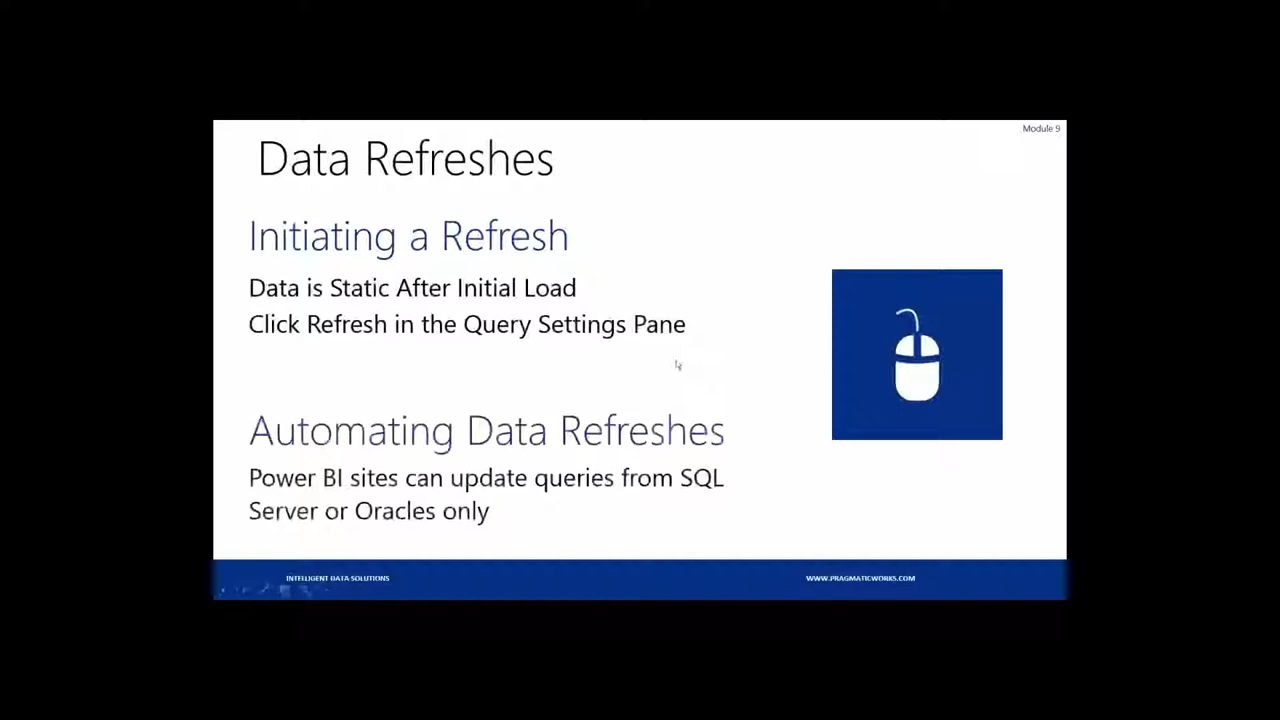 Module 9
Data Refreshes
Initiating a Refresh
Data is Static After Initial Load
Click Refresh in the Query Settings Pane
Automating Data Refreshes
Power BI sites can update queries from SQL
Server or Oracles only
INTELLIGENT DATA SOLUTIONS
WWW.PRAGMATICWORKS.COM